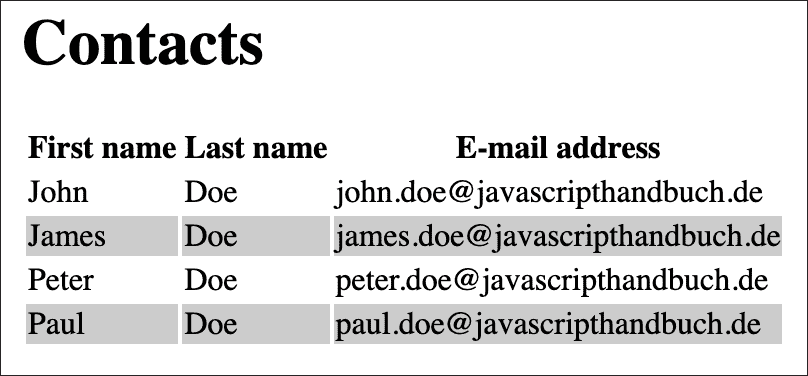 Contacts
First name Last name E-mail address
John Doe john.doe@javascripthandbuch.de
James Doe james.doe@javascripthandbuch.de
Peter Doe peter.doe@javascripthandbuch.de
Paul Doe paul.doe@javascripthandbuch.de